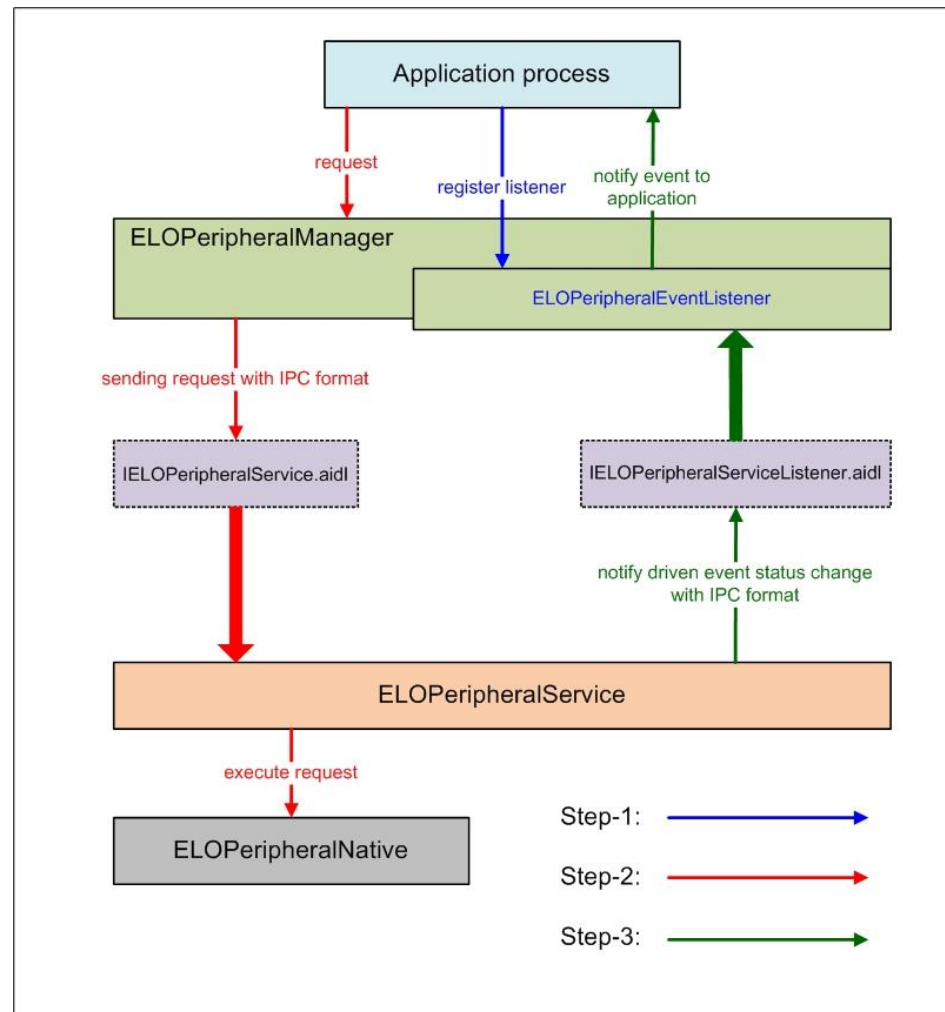 Application process
request
register listener
notify event to
application
ELOPeripheralManager
ELOPeripheralEventListener
sending request with IPC format
IELOPeripheralService.aidl
IELOPeripheralServiceListener.aidl
notify driven event status change
with IPC format
ELOPeripheralService
execute request
ELOPeripheralNative
Step-1:
Step-2:
Step-3: